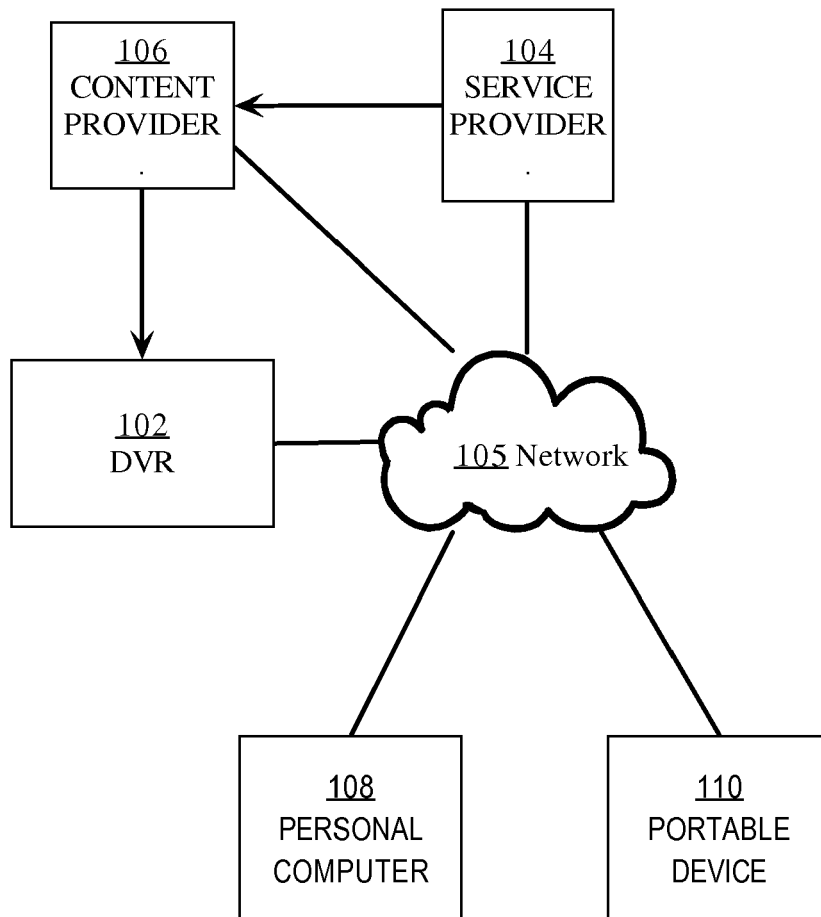 106
CONTENT
PROVIDER
.
104
SERVICE
PROVIDER
.
102
DVR
105 Network
108
PERSONAL
COMPUTER
110
PORTABLE
DEVICE